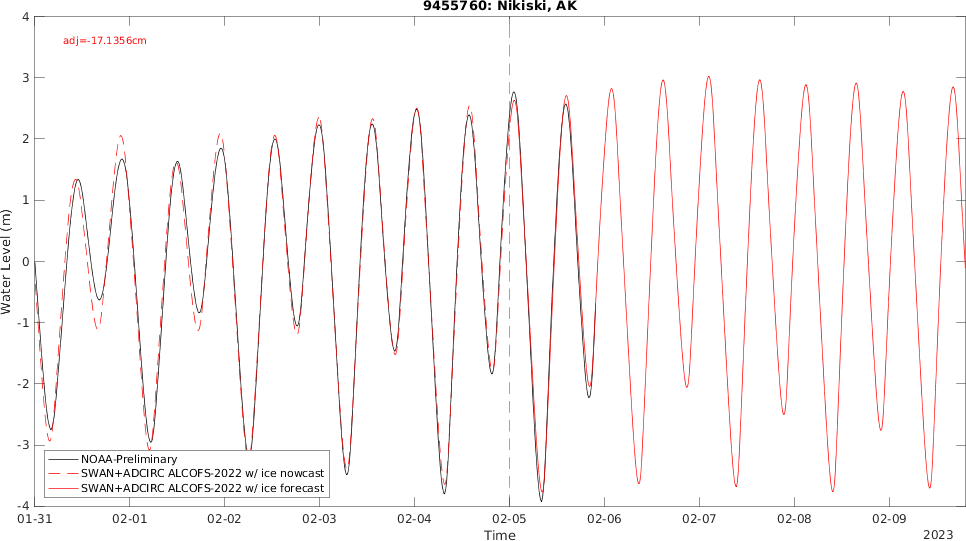 9455760: Nikiski, AK
adj=-17.1356cm
4
3
2
1
0
-1
-2
-3
-4
Water Level (m)
NOAA-Preliminary
SWAN+ADCIRC ALCOFS-2022 w/ ice nowcast
SWAN+ADCIRC ALCOFS-2022 w/ ice forecast
01-31 02-01 02-02 02-03 02-04 02-05 02-06 02-07 02-08 02-09
Time
2023